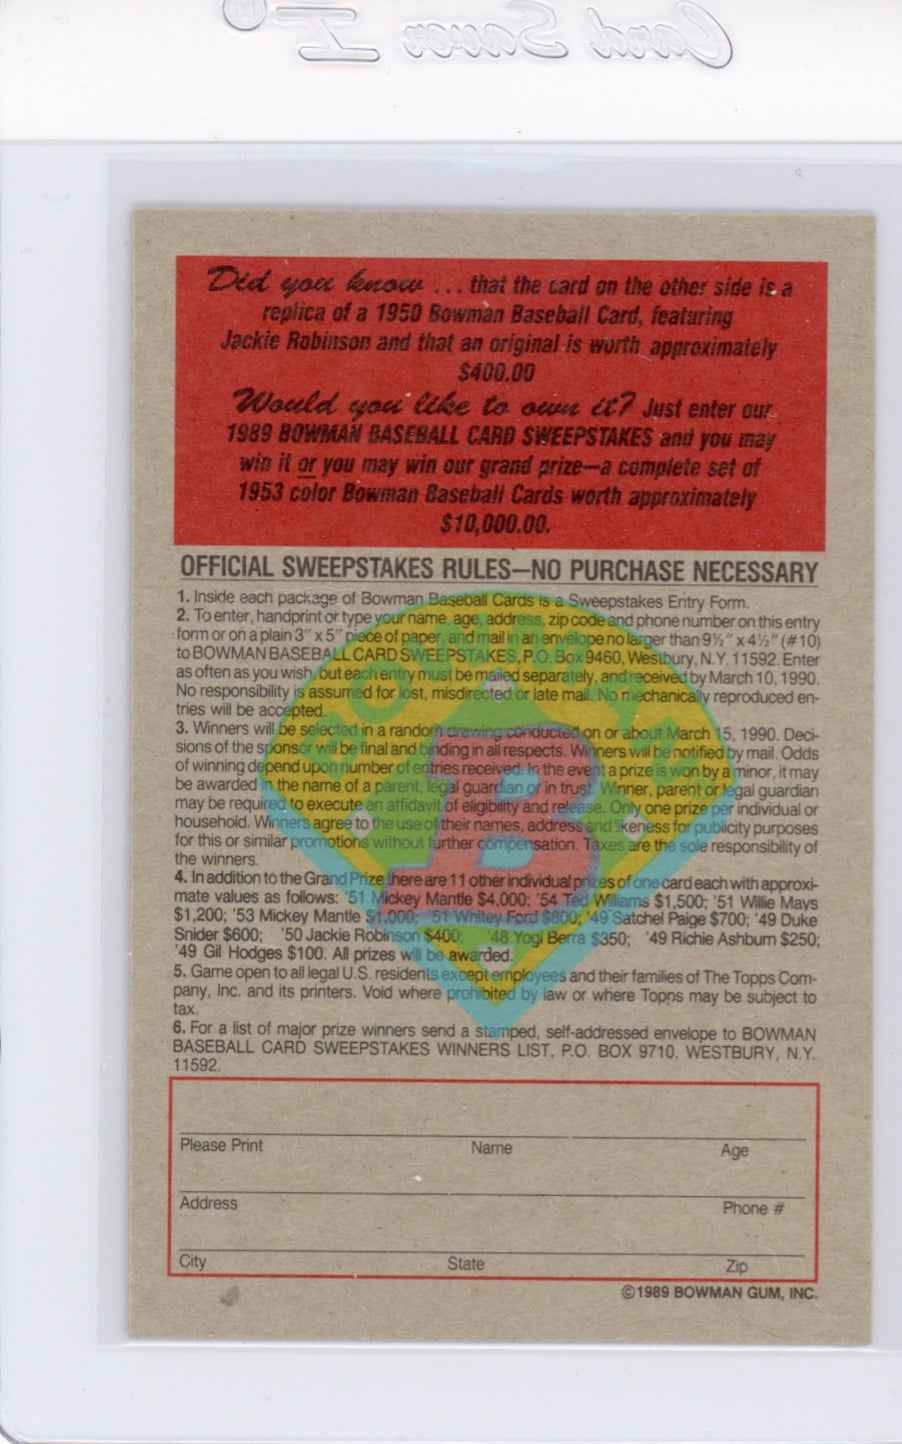 Card Saver I
Did you know ... that the card on the other side is a
replica of a 1950 Bowman Baseball Card, featuring
Jackie Robinson and that an original is worth approximately
$400.00
Would you like to own it? Just enter our
1989 BOWMAN BASEBALL CARD SWEEPSTAKES and you may
win it or you may win our grand prize—a complete set of
1953 color Bowman Baseball Cards worth approximately
$10,000.00.
OFFICIAL SWEEPSTAKES RULES—NO PURCHASE NECESSARY
1. Inside each package of Bowman Baseball Cards is a Sweepstakes Entry Form.
2. To enter, handprint or type your name, age, address, zip code and phone number on this entry
form or on a plain 3″ x 5″ piece of paper, and mail in an envelope no larger than 9½″ x 4½″ (#10)
to BOWMAN BASEBALL CARD SWEEPSTAKES, P.O. Box 9460, Westbury, N.Y. 11592. Enter
as often as you wish, but each entry must be mailed separately, and received by March 10, 1990.
No responsibility is assumed for lost, misdirected or late mail. No mechanically reproduced en-
tries will be accepted.
3. Winners will be selected in a random drawing conducted on or about March 15, 1990. Deci-
sions of the sponsor will be final and binding in all respects. Winners will be notified by mail. Odds
of winning depend upon number of entries received. In the event a prize is won by a minor, it may
be awarded in the name of a parent, legal guardian or in trust. Winner, parent or legal guardian
may be required to execute an affidavit of eligibility and release. Only one prize per individual or
household. Winners agree to the use of their names, address and likeness for publicity purposes
for this or similar promotions without further compensation. Taxes are the sole responsibility of
the winners.
4. In addition to the Grand Prize there are 11 other individual prizes of one card each with approxi-
mate values as follows: '51 Mickey Mantle $4,000; '54 Ted Williams $1,500; '51 Willie Mays
$1,200; '53 Mickey Mantle $1,000; '51 Whitey Ford $800; '49 Satchel Paige $700; '49 Duke
Snider $600; '50 Jackie Robinson $400; '48 Yogi Berra $350; '49 Richie Ashburn $250;
'49 Gil Hodges $100. All prizes will be awarded.
5. Game open to all legal U.S. residents except employees and their families of The Topps Com-
pany, Inc. and its printers. Void where prohibited by law or where Topps may be subject to
tax.
6. For a list of major prize winners send a stamped, self-addressed envelope to BOWMAN
BASEBALL CARD SWEEPSTAKES WINNERS LIST, P.O. BOX 9710, WESTBURY, N.Y.
11592.
Please Print Name Age
Address Phone #
City State Zip
©1989 BOWMAN GUM, INC.